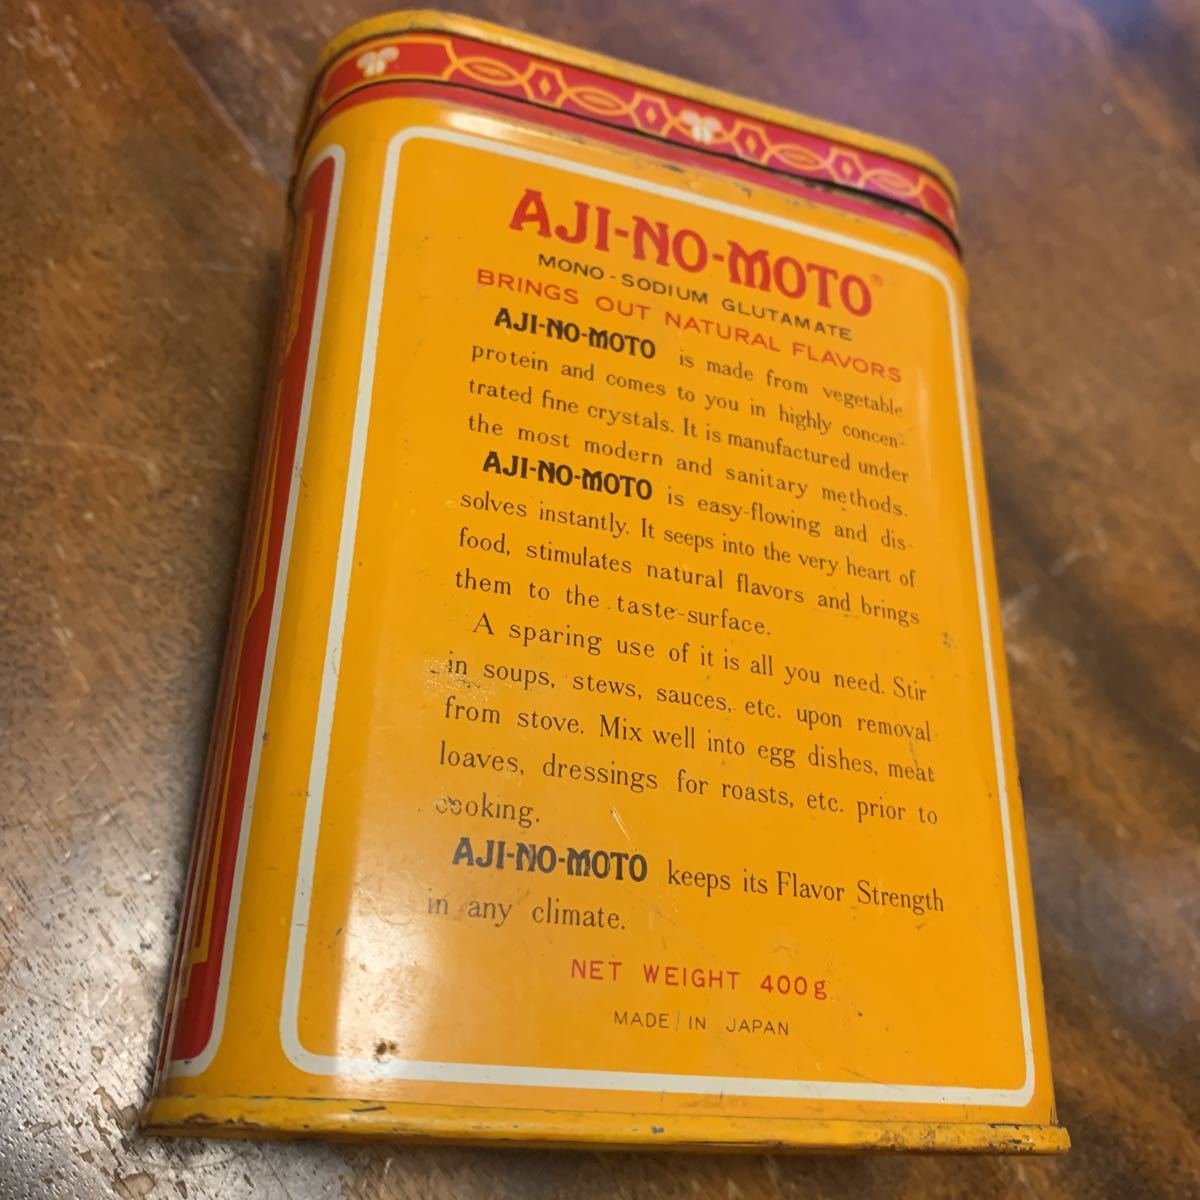 AJI-NO-MOTO®
MONO-SODIUM GLUTAMATE
BRINGS OUT NATURAL FLAVORS
AJI-NO-MOTO is made from vegetable
protein and comes to you in highly concen-
trated fine crystals. It is manufactured under
the most modern and sanitary methods.
AJI-NO-MOTO is easy-flowing and dis-
solves instantly. It seeps into the very heart of
food, stimulates natural flavors and brings
them to the taste-surface.
A sparing use of it is all you need. Stir
in soups, stews, sauces, etc. upon removal
from stove. Mix well into egg dishes, meat
loaves, dressings for roasts, etc. prior to
cooking.
AJI-NO-MOTO keeps its Flavor Strength
in any climate.
NET WEIGHT 400g
MADE IN JAPAN